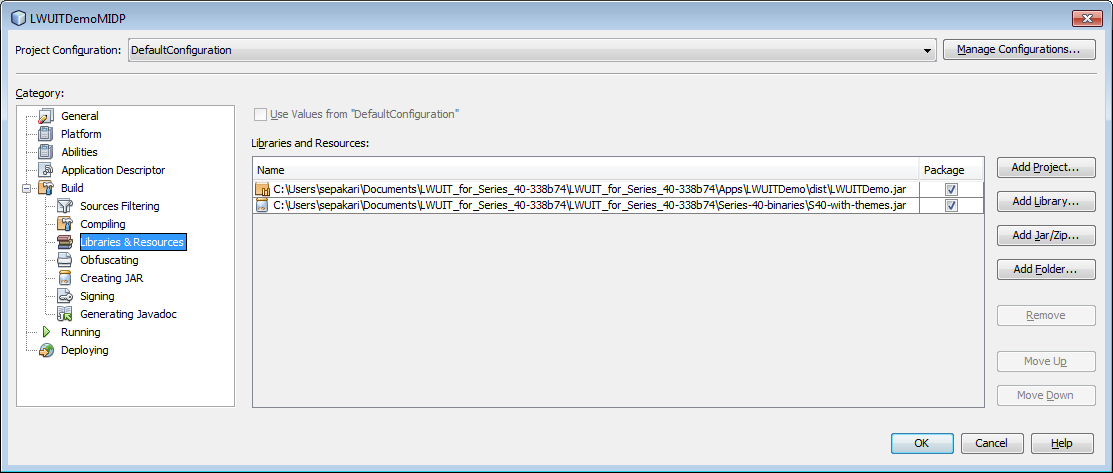 LWUITDemoMIDP
Project Configuration: DefaultConfiguration Manage Configurations...
Category:
General
Platform
Abilities
Application Descriptor
Build
Sources Filtering
Compiling
Libraries & Resources
Obfuscating
Creating JAR
Signing
Generating Javadoc
Running
Deploying
Use Values from "DefaultConfiguration"
Libraries and Resources:
Name Package
C:\Users\sepakari\Documents\LWUIT_for_Series_40-338b74\LWUIT_for_Series_40-338b74\Apps\LWUITDemo\dist\LWUITDemo.jar
C:\Users\sepakari\Documents\LWUIT_for_Series_40-338b74\LWUIT_for_Series_40-338b74\Series-40-binaries\S40-with-themes.jar
Add Project...
Add Library...
Add Jar/Zip...
Add Folder...
Remove
Move Up
Move Down
OK Cancel Help